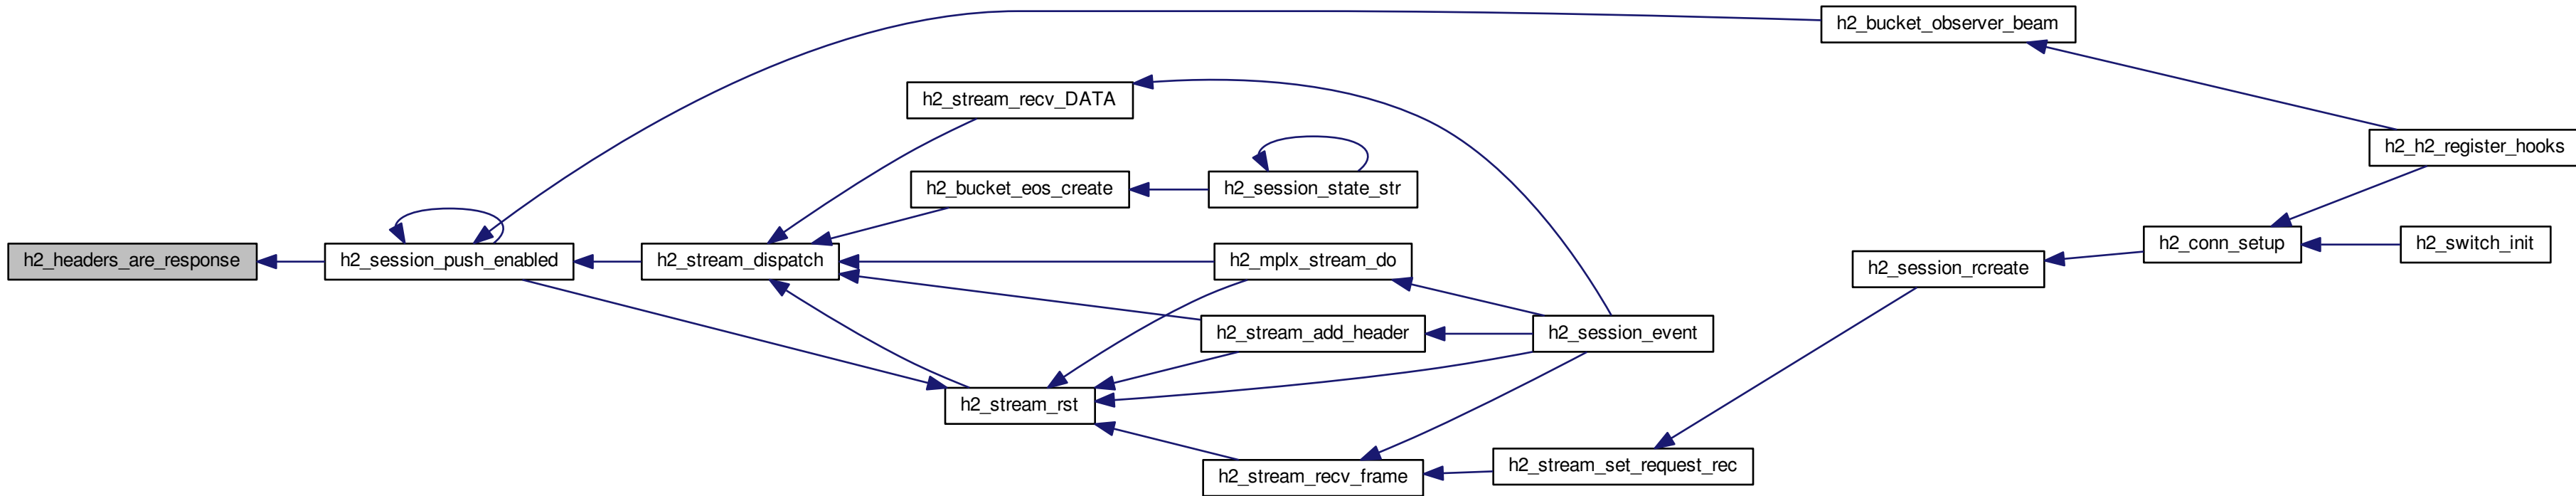 h2_bucket_observer_beam
h2_stream_recv_DATA
h2_h2_register_hooks
h2_bucket_eos_create
h2_session_state_str
h2_conn_setup
h2_switch_init
h2_headers_are_response
h2_session_push_enabled
h2_stream_dispatch
h2_mplx_stream_do
h2_session_rcreate
h2_stream_add_header
h2_session_event
h2_stream_rst
h2_stream_set_request_rec
h2_stream_recv_frame